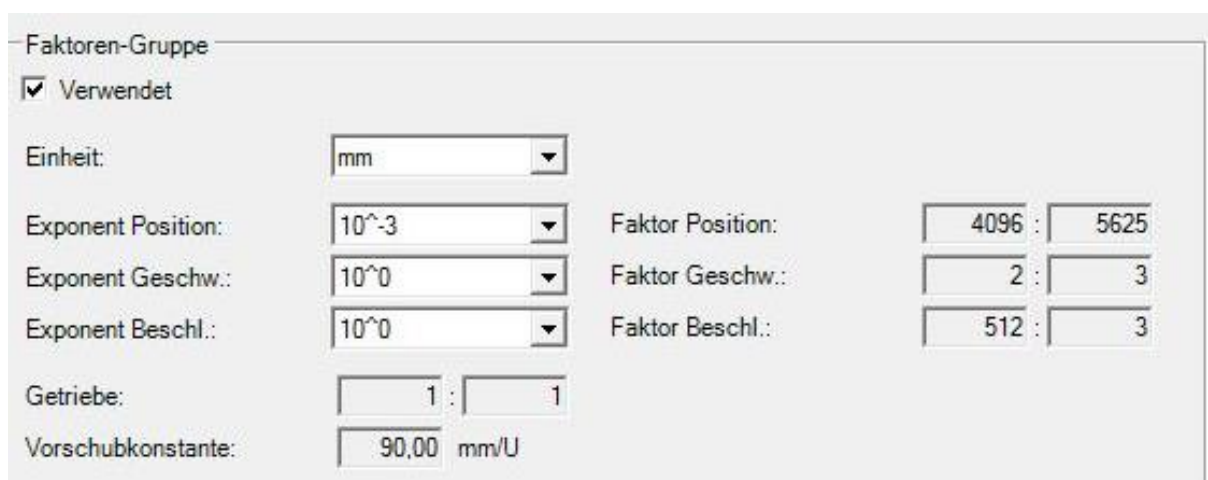 Faktoren-Gruppe
Verwendet
Einheit: mm
Exponent Position: 10^-3 Faktor Position: 4096 : 5625
Exponent Geschw.: 10^0 Faktor Geschw.: 2 : 3
Exponent Beschl.: 10^0 Faktor Beschl.: 512 : 3
Getriebe: 1 : 1
Vorschubkonstante: 90,00 mm/U